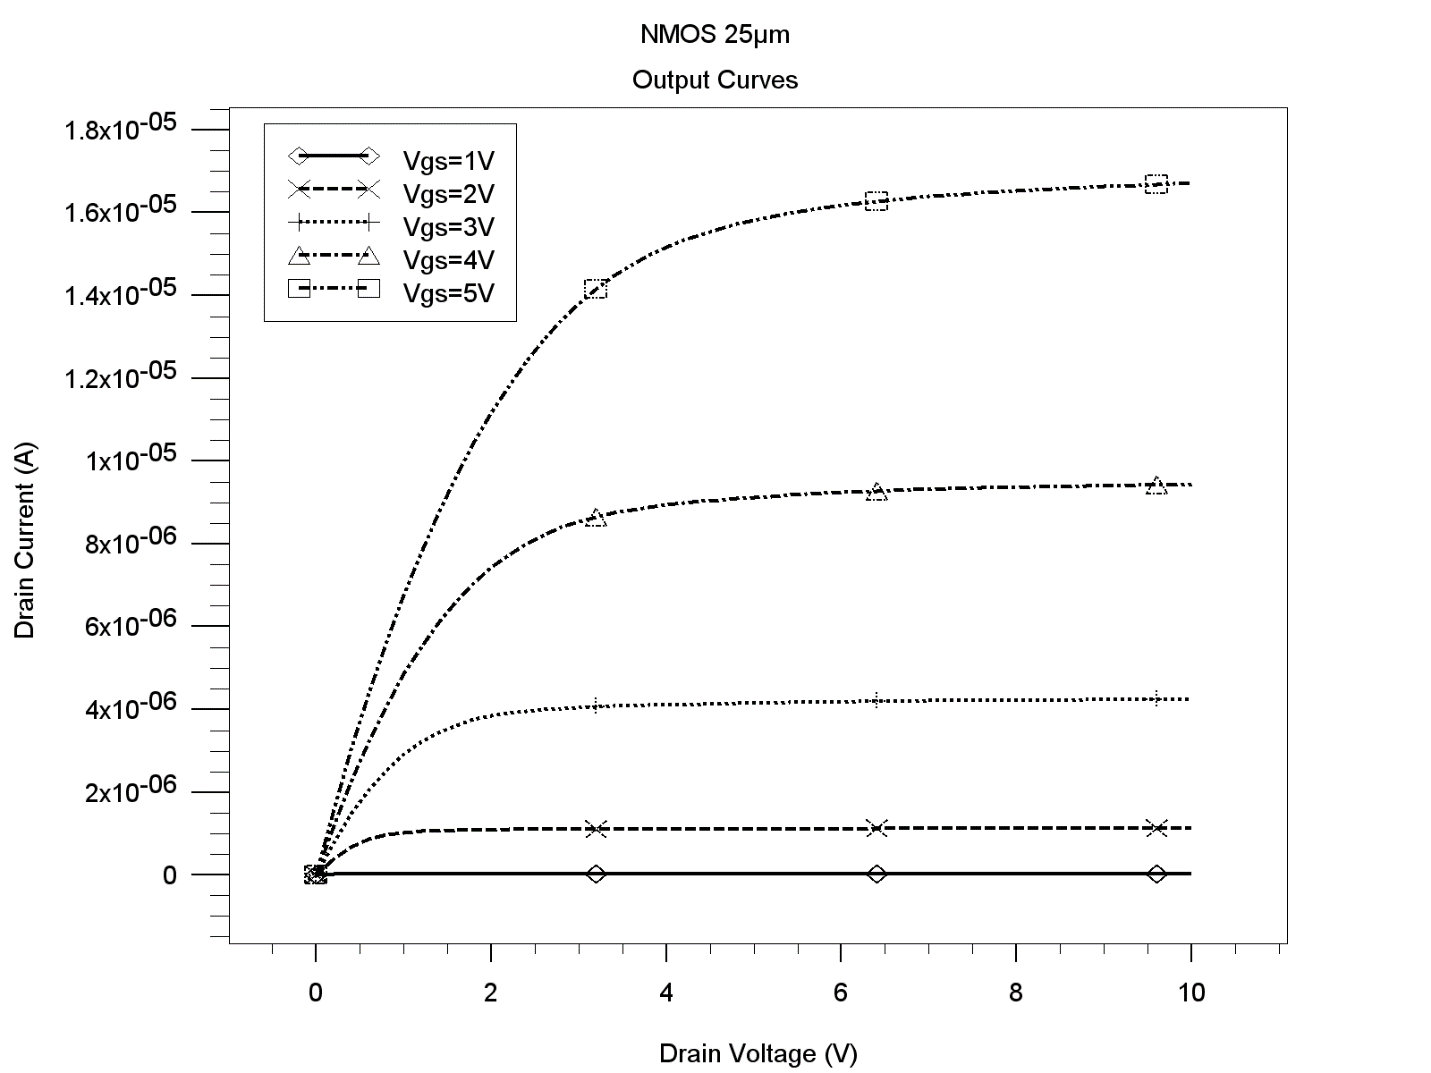 NMOS 25µm
Output Curves
1.8x10-05
1.6x10-05
1.4x10-05
1.2x10-05
1x10-05
8x10-06
6x10-06
4x10-06
2x10-06
0
Vgs=1V
Vgs=2V
Vgs=3V
Vgs=4V
Vgs=5V
Drain Current (A)
0 2 4 6 8 10
Drain Voltage (V)